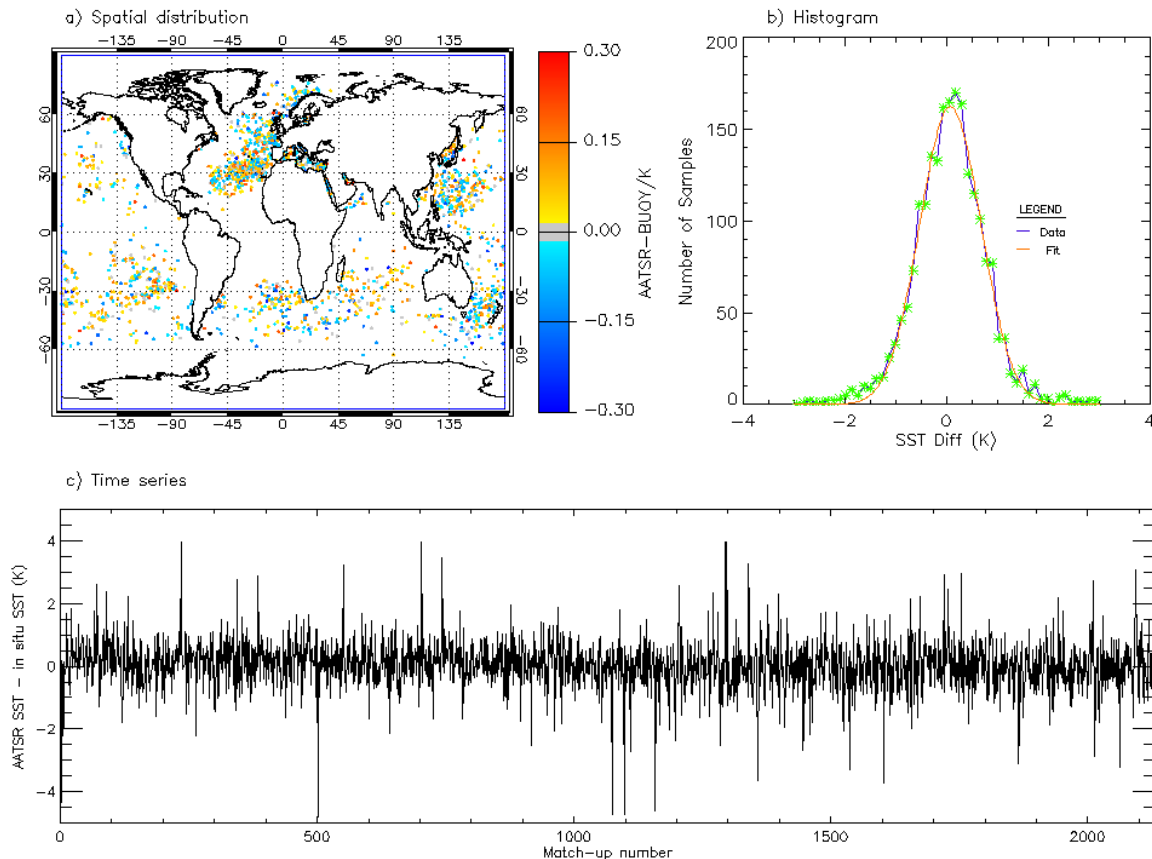 a) Spatial distribution
-135 -90 -45 0 45 90 135
60
30
0
-30
-60
60
30
0
-30
-60
-135 -90 -45 0 45 90 135
0.30
0.15
0.00
-0.15
-0.30
AATSR-BUOY/K
b) Histogram
200
150
100
50
0
Number of Samples
LEGEND
Data
Fit
-4 -2 0 2 4
SST Diff (K)
c) Time series
4
2
0
-2
-4
AATSR SST - in situ SST (K)
0 500 1000 1500 2000
Match-up number